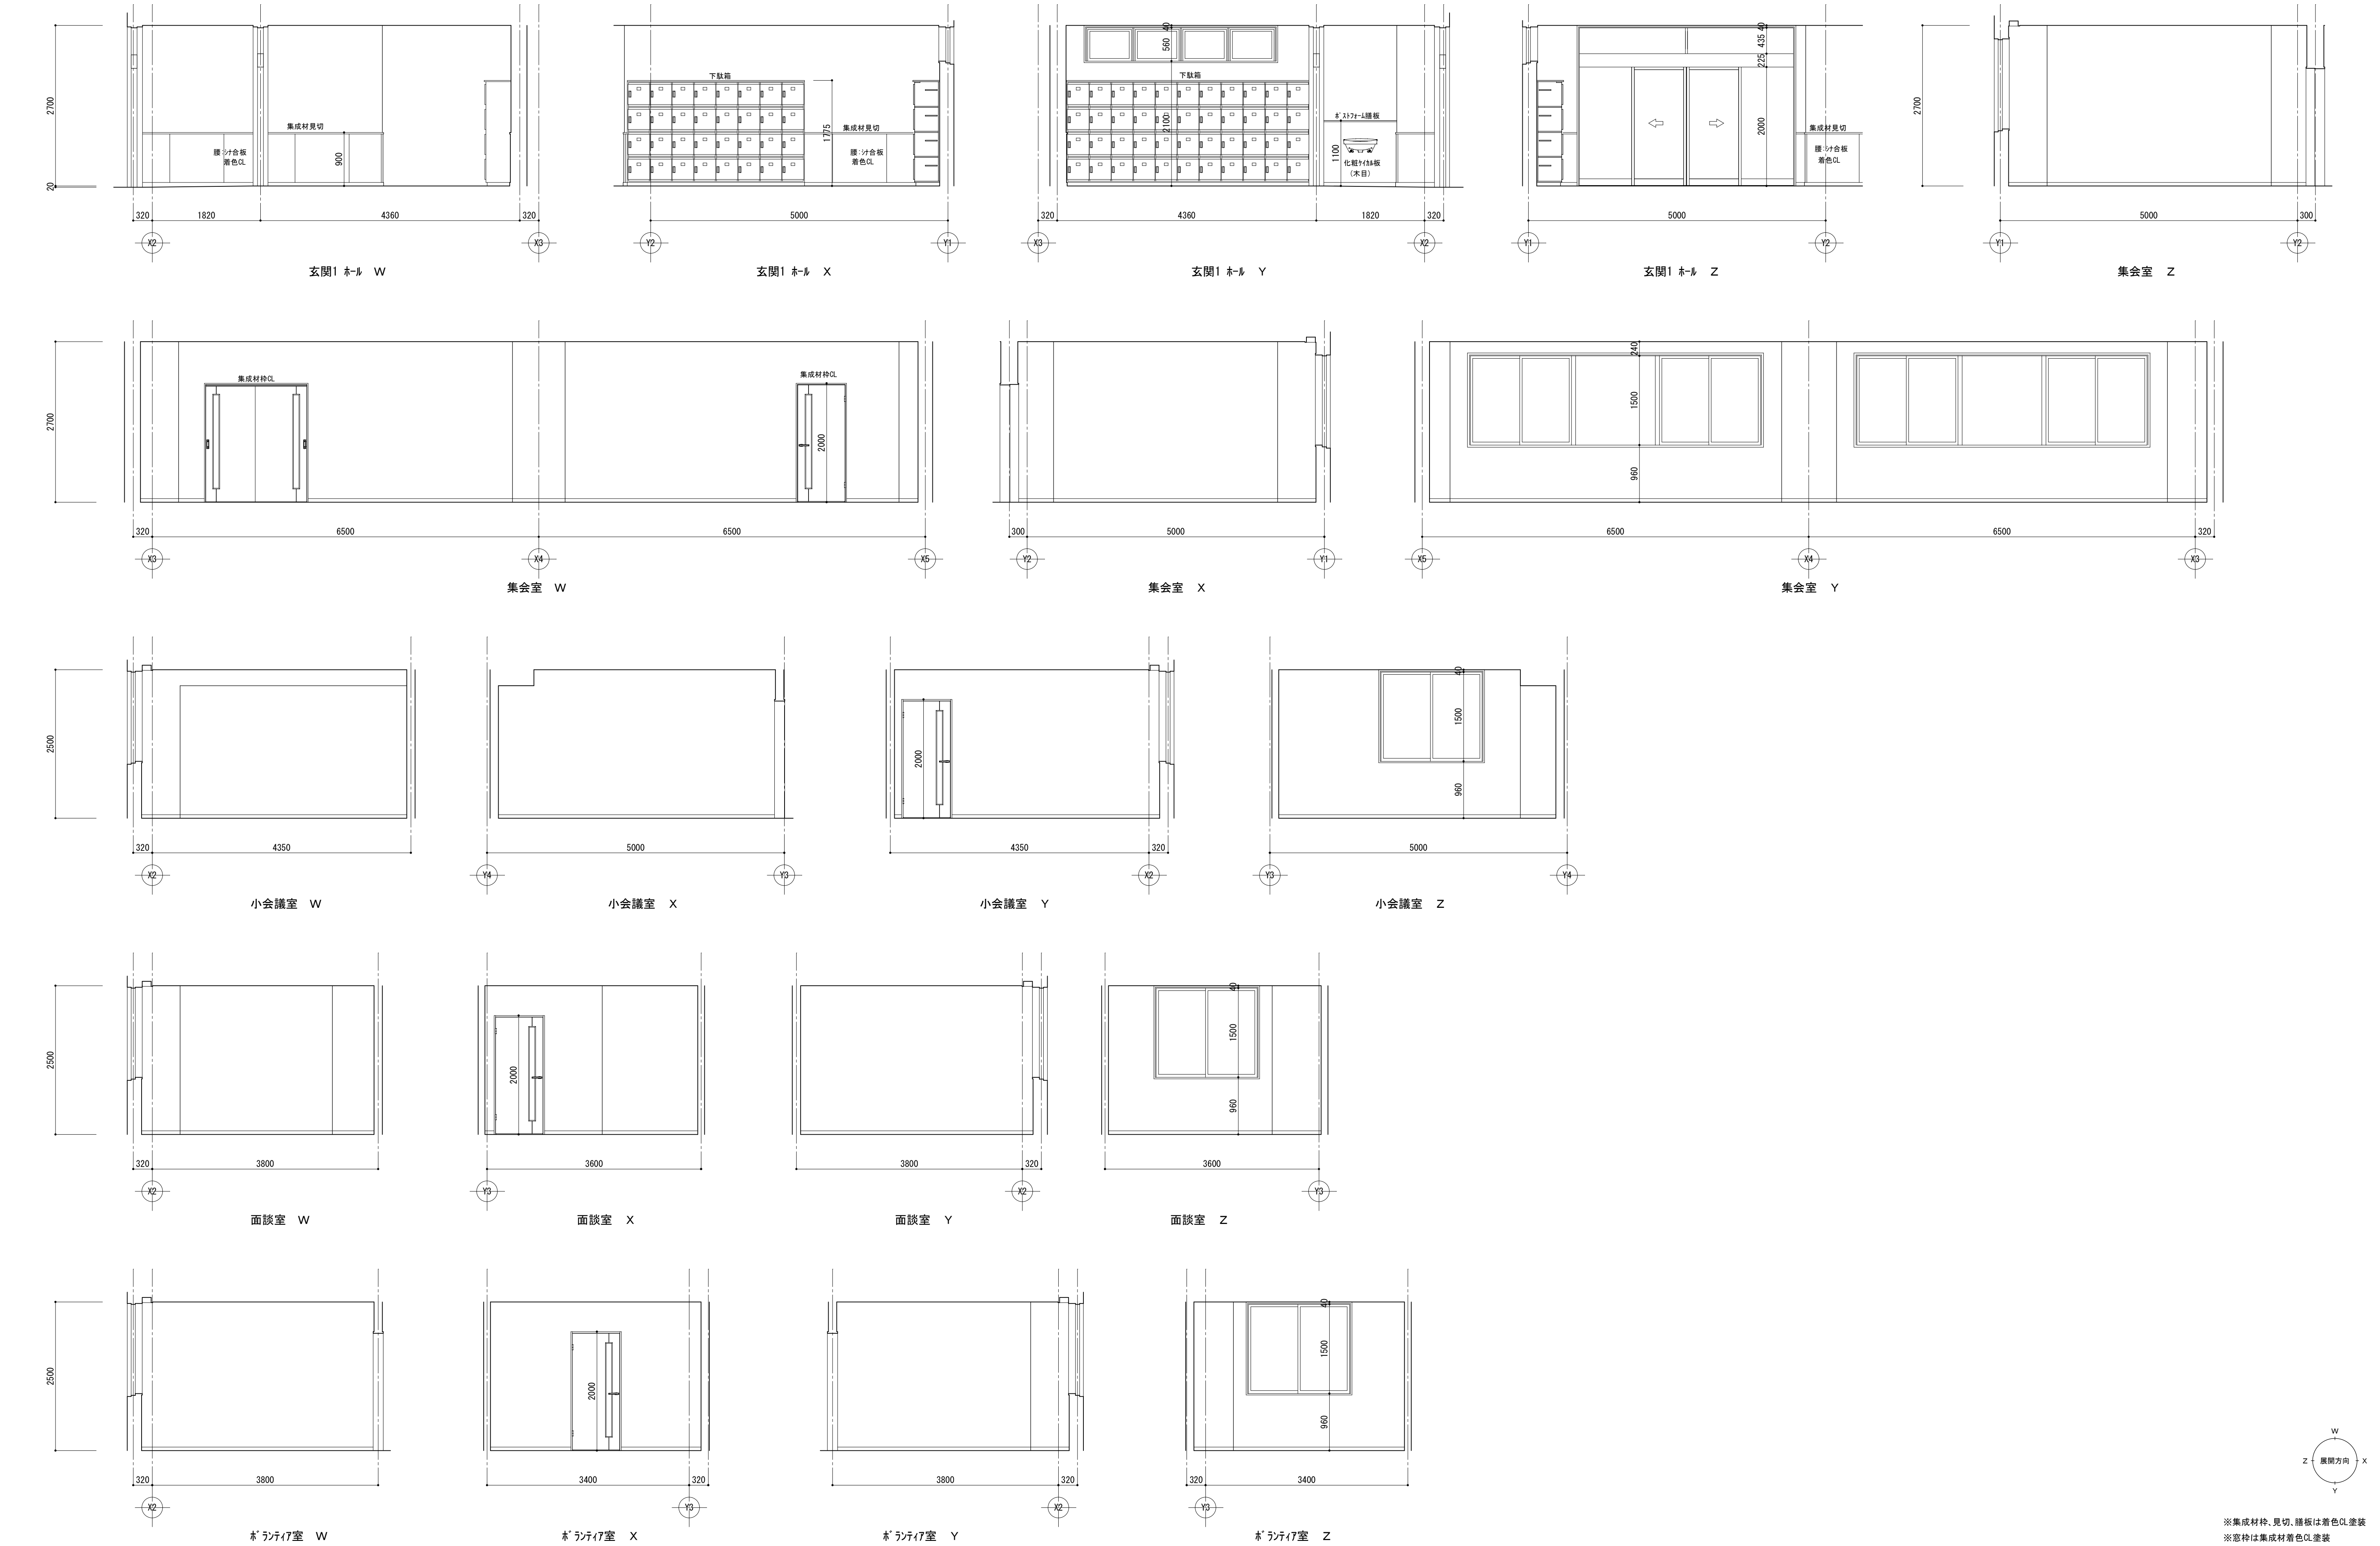 2700
20
集成材見切
腰:ｼﾅ合板
着色CL
900
320
1820
4360
320
X2
X3
玄関1 ﾎｰﾙ W
下駄箱
1775
集成材見切
腰:ｼﾅ合板
着色CL
5000
Y2
Y1
玄関1 ﾎｰﾙ X
40
560
下駄箱
2100
ﾎﾟｽﾄﾌｫｰﾑ膳板
1100
化粧ｹｲｶﾙ板
(木目)
320
4360
1820
320
X3
X2
玄関1 ﾎｰﾙ Y
40
435
225
2000
集成材見切
腰:ｼﾅ合板
着色CL
5000
Y1
Y2
玄関1 ﾎｰﾙ Z
2700
5000
300
Y1
Y2
集会室 Z
2700
集成材枠CL
集成材枠CL
2000
320
6500
6500
X3
X4
X5
集会室 W
300
5000
Y2
Y1
集会室 X
240
1500
960
6500
6500
320
X5
X4
X3
集会室 Y
2500
320
4350
X2
小会議室 W
5000
Y4
Y3
小会議室 X
2000
4350
320
X2
小会議室 Y
40
1500
960
5000
Y3
Y4
小会議室 Z
2500
320
3800
X2
面談室 W
2000
3600
Y3
面談室 X
3800
320
X2
面談室 Y
40
1500
960
3600
Y3
面談室 Z
2500
320
3800
X2
ﾎﾞﾗﾝﾃｨｱ室 W
2000
3400
320
Y3
ﾎﾞﾗﾝﾃｨｱ室 X
3800
320
X2
ﾎﾞﾗﾝﾃｨｱ室 Y
40
1500
960
320
3400
Y3
ﾎﾞﾗﾝﾃｨｱ室 Z
W
Z 展開方向 X
Y
※集成材枠､見切､膳板は着色CL塗装
※窓枠は集成材着色CL塗装